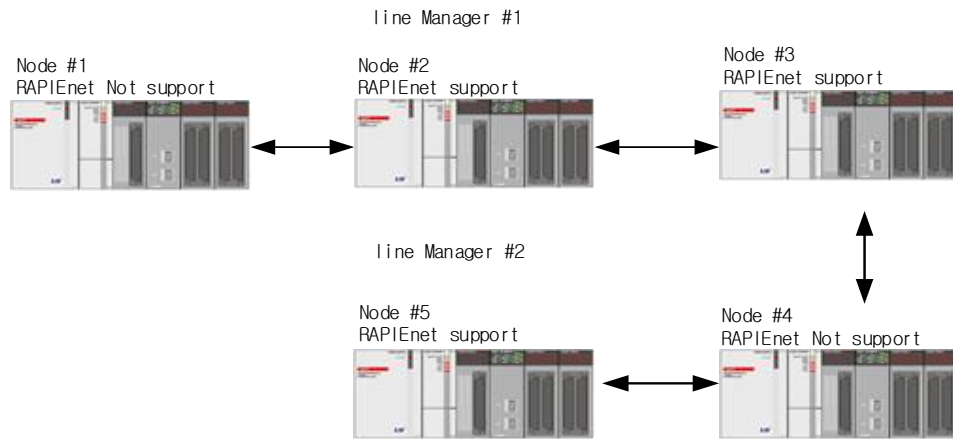 line Manager #1
Node #1
RAPIEnet Not support
Node #2
RAPIEnet support
Node #3
RAPIEnet support
line Manager #2
Node #5
RAPIEnet support
Node #4
RAPIEnet Not support